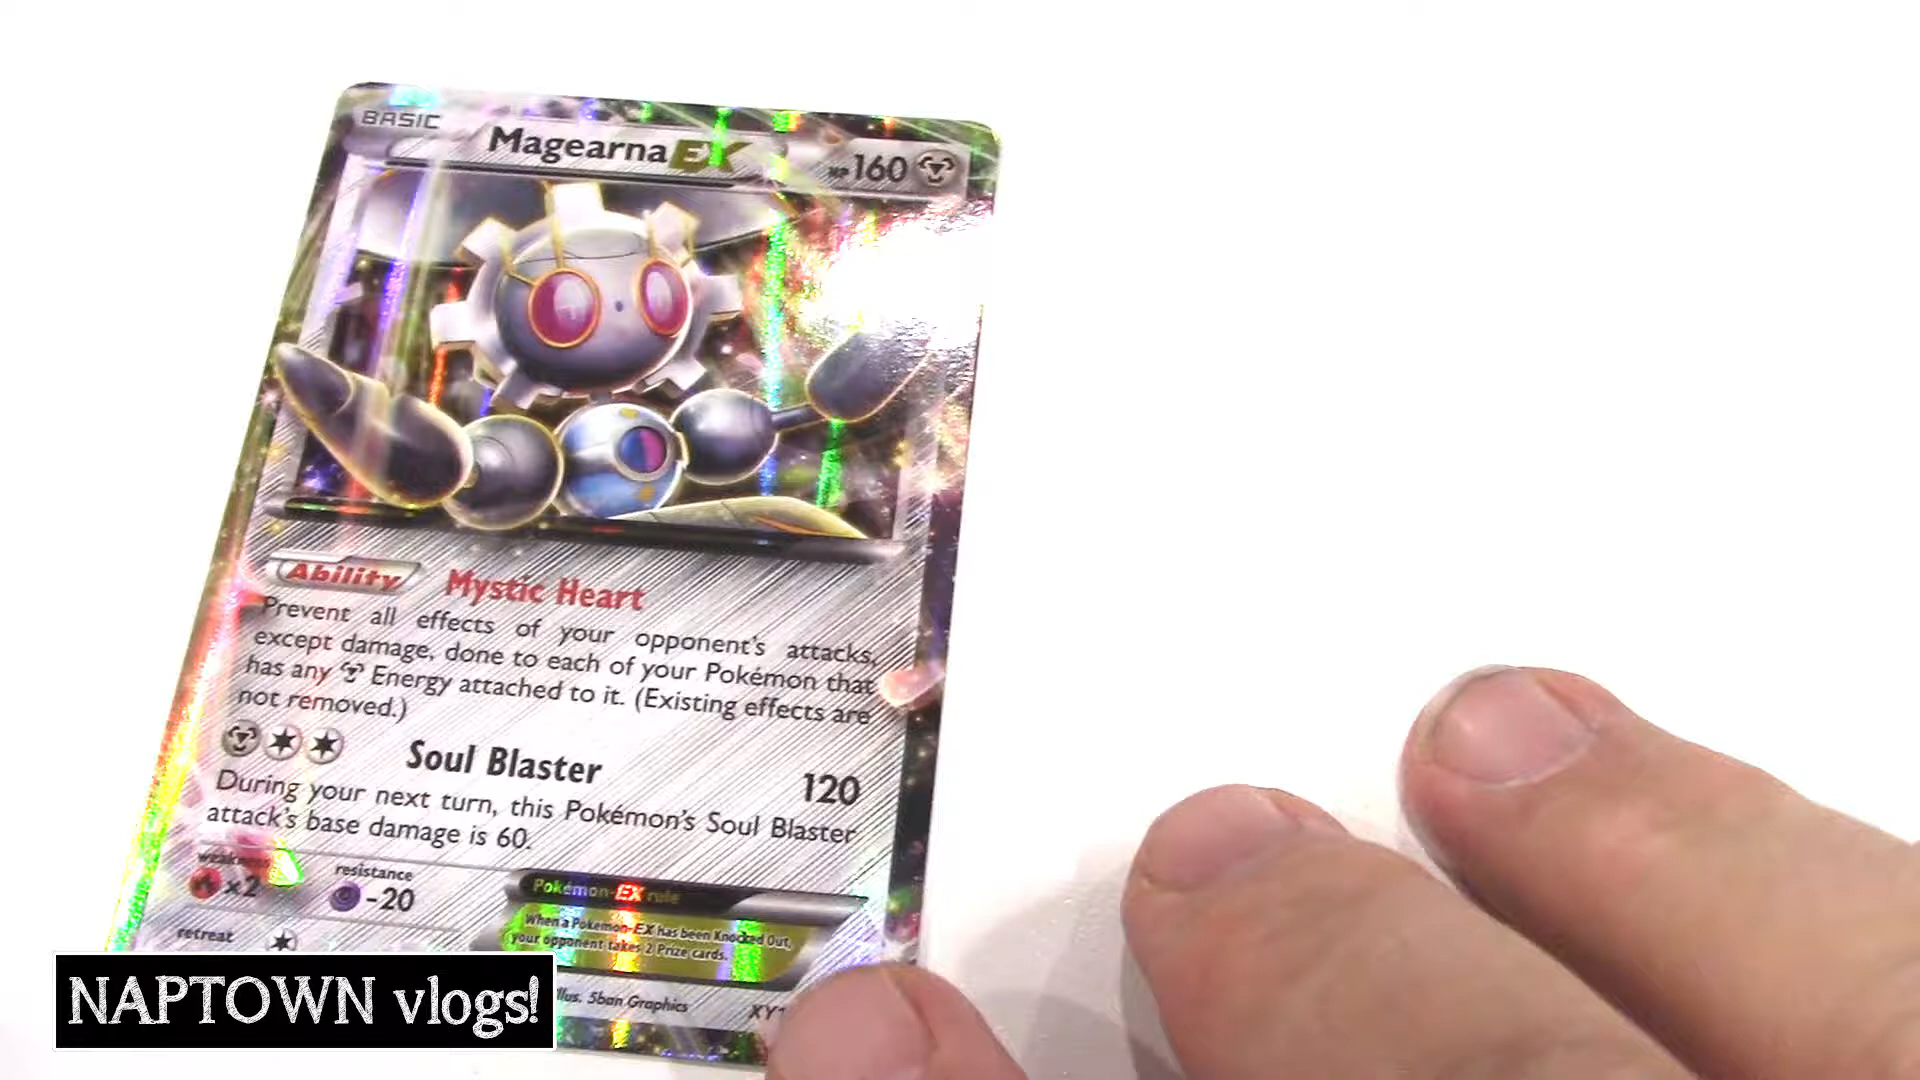 BASIC
Magearna EX
HP 160
Ability Mystic Heart
Prevent all effects of your opponent's attacks,
except damage, done to each of your Pokémon that
has any Energy attached to it. (Existing effects are
not removed.)
Soul Blaster 120
During your next turn, this Pokémon's Soul Blaster
attack's base damage is 60.
weakness
×2
resistance
-20
retreat
Pokémon-EX rule
When a Pokémon-EX has been Knocked Out,
your opponent takes 2 Prize cards.
Illus. 5ban Graphics
NAPTOWN vlogs!